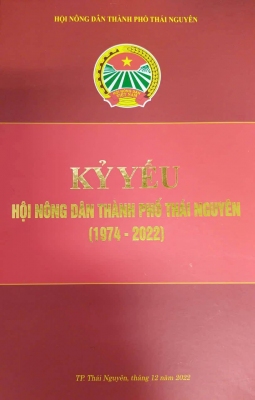 HỘI NÔNG DÂN THÀNH PHỐ THÁI NGUYÊN
KỶ YẾU
HỘI NÔNG DÂN THÀNH PHỐ THÁI NGUYÊN
(1974 - 2022)
TP. Thái Nguyên, tháng 12 năm 2022